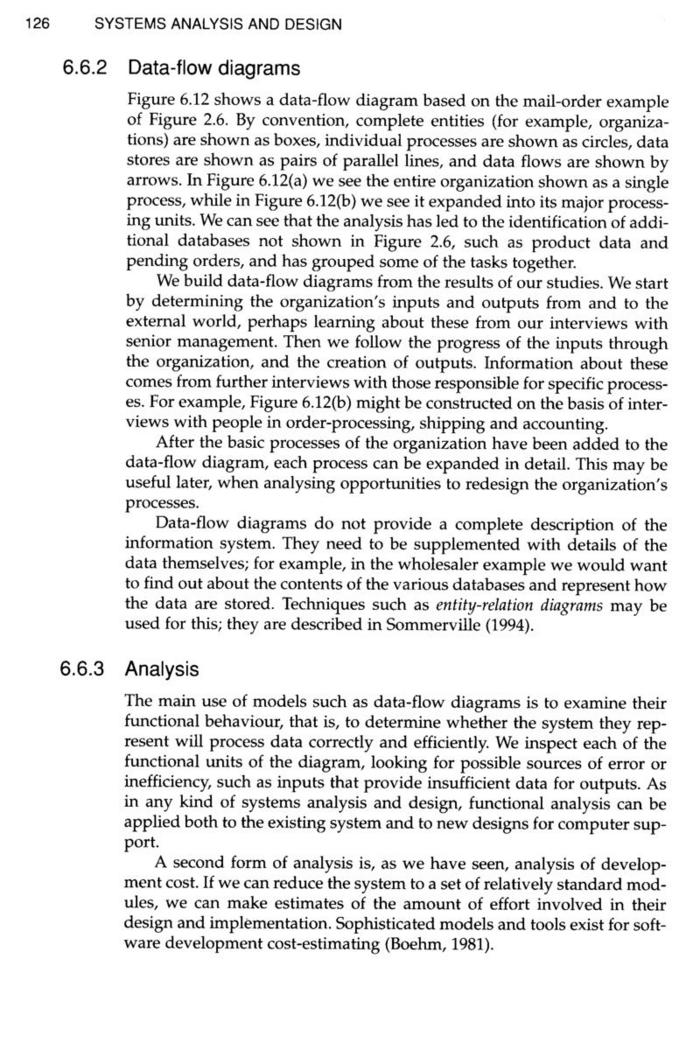 126 SYSTEMS ANALYSIS AND DESIGN
6.6.2 Data-flow diagrams
Figure 6.12 shows a data-flow diagram based on the mail-order example
of Figure 2.6. By convention, complete entities (for example, organiza-
tions) are shown as boxes, individual processes are shown as circles, data
stores are shown as pairs of parallel lines, and data flows are shown by
arrows. In Figure 6.12(a) we see the entire organization shown as a single
process, while in Figure 6.12(b) we see it expanded into its major process-
ing units. We can see that the analysis has led to the identification of addi-
tional databases not shown in Figure 2.6, such as product data and
pending orders, and has grouped some of the tasks together.
We build data-flow diagrams from the results of our studies. We start
by determining the organization's inputs and outputs from and to the
external world, perhaps learning about these from our interviews with
senior management. Then we follow the progress of the inputs through
the organization, and the creation of outputs. Information about these
comes from further interviews with those responsible for specific process-
es. For example, Figure 6.12(b) might be constructed on the basis of inter-
views with people in order-processing, shipping and accounting.
After the basic processes of the organization have been added to the
data-flow diagram, each process can be expanded in detail. This may be
useful later, when analysing opportunities to redesign the organization's
processes.
Data-flow diagrams do not provide a complete description of the
information system. They need to be supplemented with details of the
data themselves; for example, in the wholesaler example we would want
to find out about the contents of the various databases and represent how
the data are stored. Techniques such as entity-relation diagrams may be
used for this; they are described in Sommerville (1994).
6.6.3 Analysis
The main use of models such as data-flow diagrams is to examine their
functional behaviour, that is, to determine whether the system they rep-
resent will process data correctly and efficiently. We inspect each of the
functional units of the diagram, looking for possible sources of error or
inefficiency, such as inputs that provide insufficient data for outputs. As
in any kind of systems analysis and design, functional analysis can be
applied both to the existing system and to new designs for computer sup-
port.
A second form of analysis is, as we have seen, analysis of develop-
ment cost. If we can reduce the system to a set of relatively standard mod-
ules, we can make estimates of the amount of effort involved in their
design and implementation. Sophisticated models and tools exist for soft-
ware development cost-estimating (Boehm, 1981).